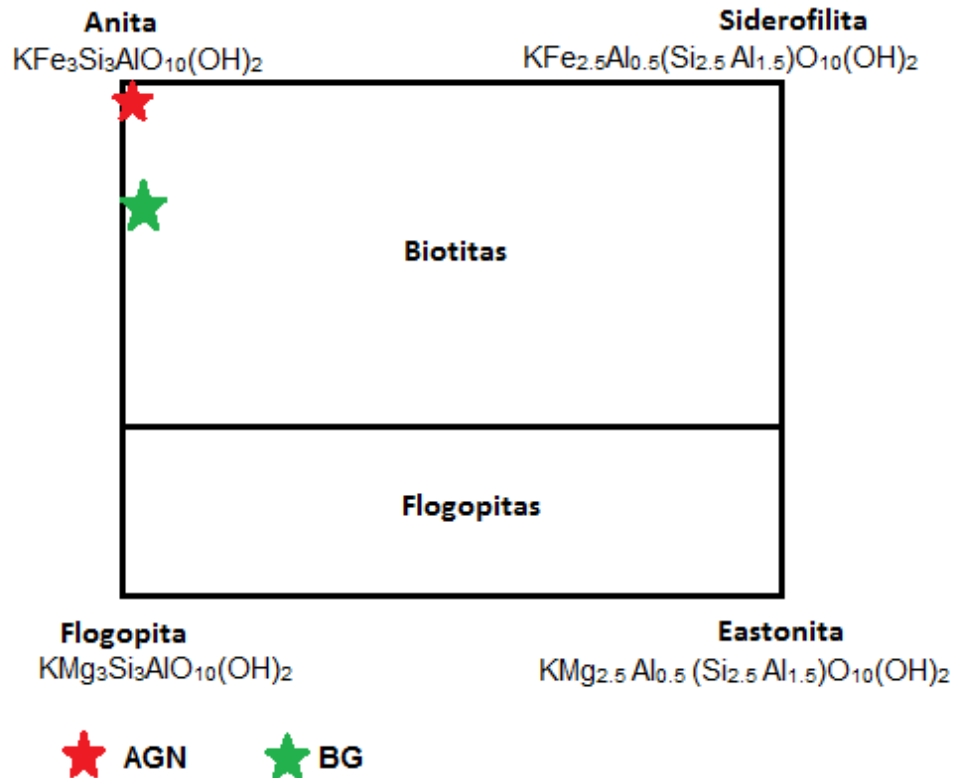 Anita
KFe₃Si₃AlO₁₀(OH)₂
Siderofilita
KFe₂.₅Al₀.₅(Si₂.₅ Al₁.₅)O₁₀(OH)₂
Biotitas
Flogopitas
Flogopita
KMg₃Si₃AlO₁₀(OH)₂
Eastonita
KMg₂.₅ Al₀.₅ (Si₂.₅ Al₁.₅)O₁₀(OH)₂
AGN BG